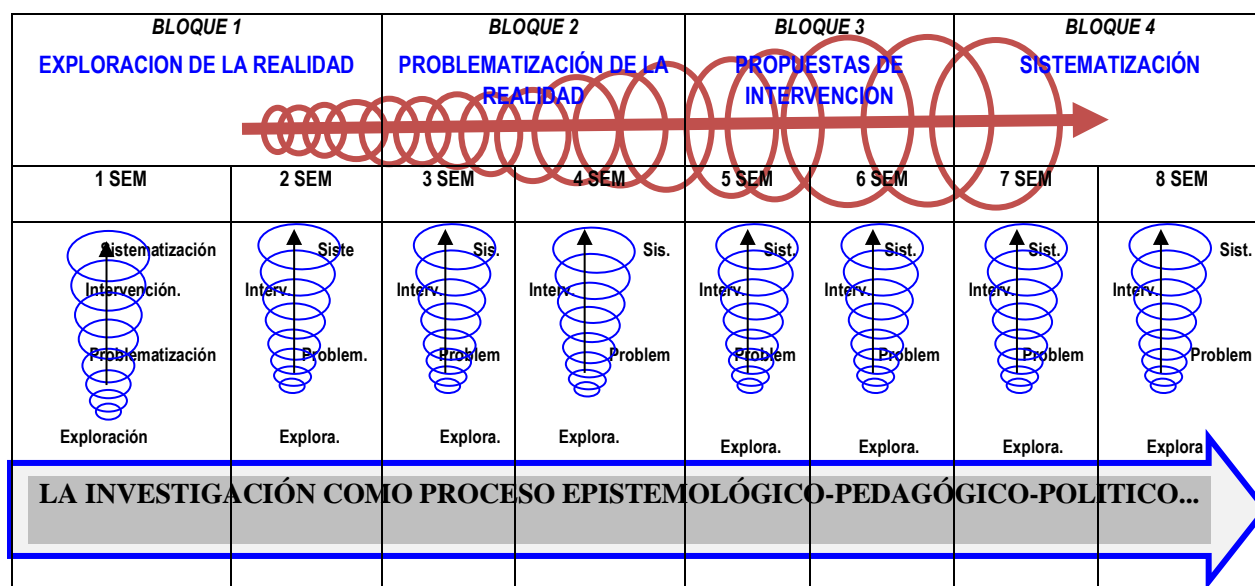 BLOQUE 1
EXPLORACION DE LA REALIDAD
BLOQUE 2
PROBLEMATIZACIÓN DE LA
REALIDAD
BLOQUE 3
PROPUESTAS DE
INTERVENCION
BLOQUE 4
SISTEMATIZACIÓN
1 SEM
2 SEM
3 SEM
4 SEM
5 SEM
6 SEM
7 SEM
8 SEM
Sistematización
Intervención.
Problematización
Exploración
Siste
Interv.
Problem.
Explora.
Sis.
Interv.
Problem
Explora.
Sis.
Interv
Problem
Explora.
Sist.
Interv.
Problem
Explora.
Sist.
Interv.
Problem
Explora.
Sist.
Interv.
Problem
Explora.
Sist.
Interv.
Problem
Explora
LA INVESTIGACIÓN COMO PROCESO EPISTEMOLÓGICO-PEDAGÓGICO-POLITICO...